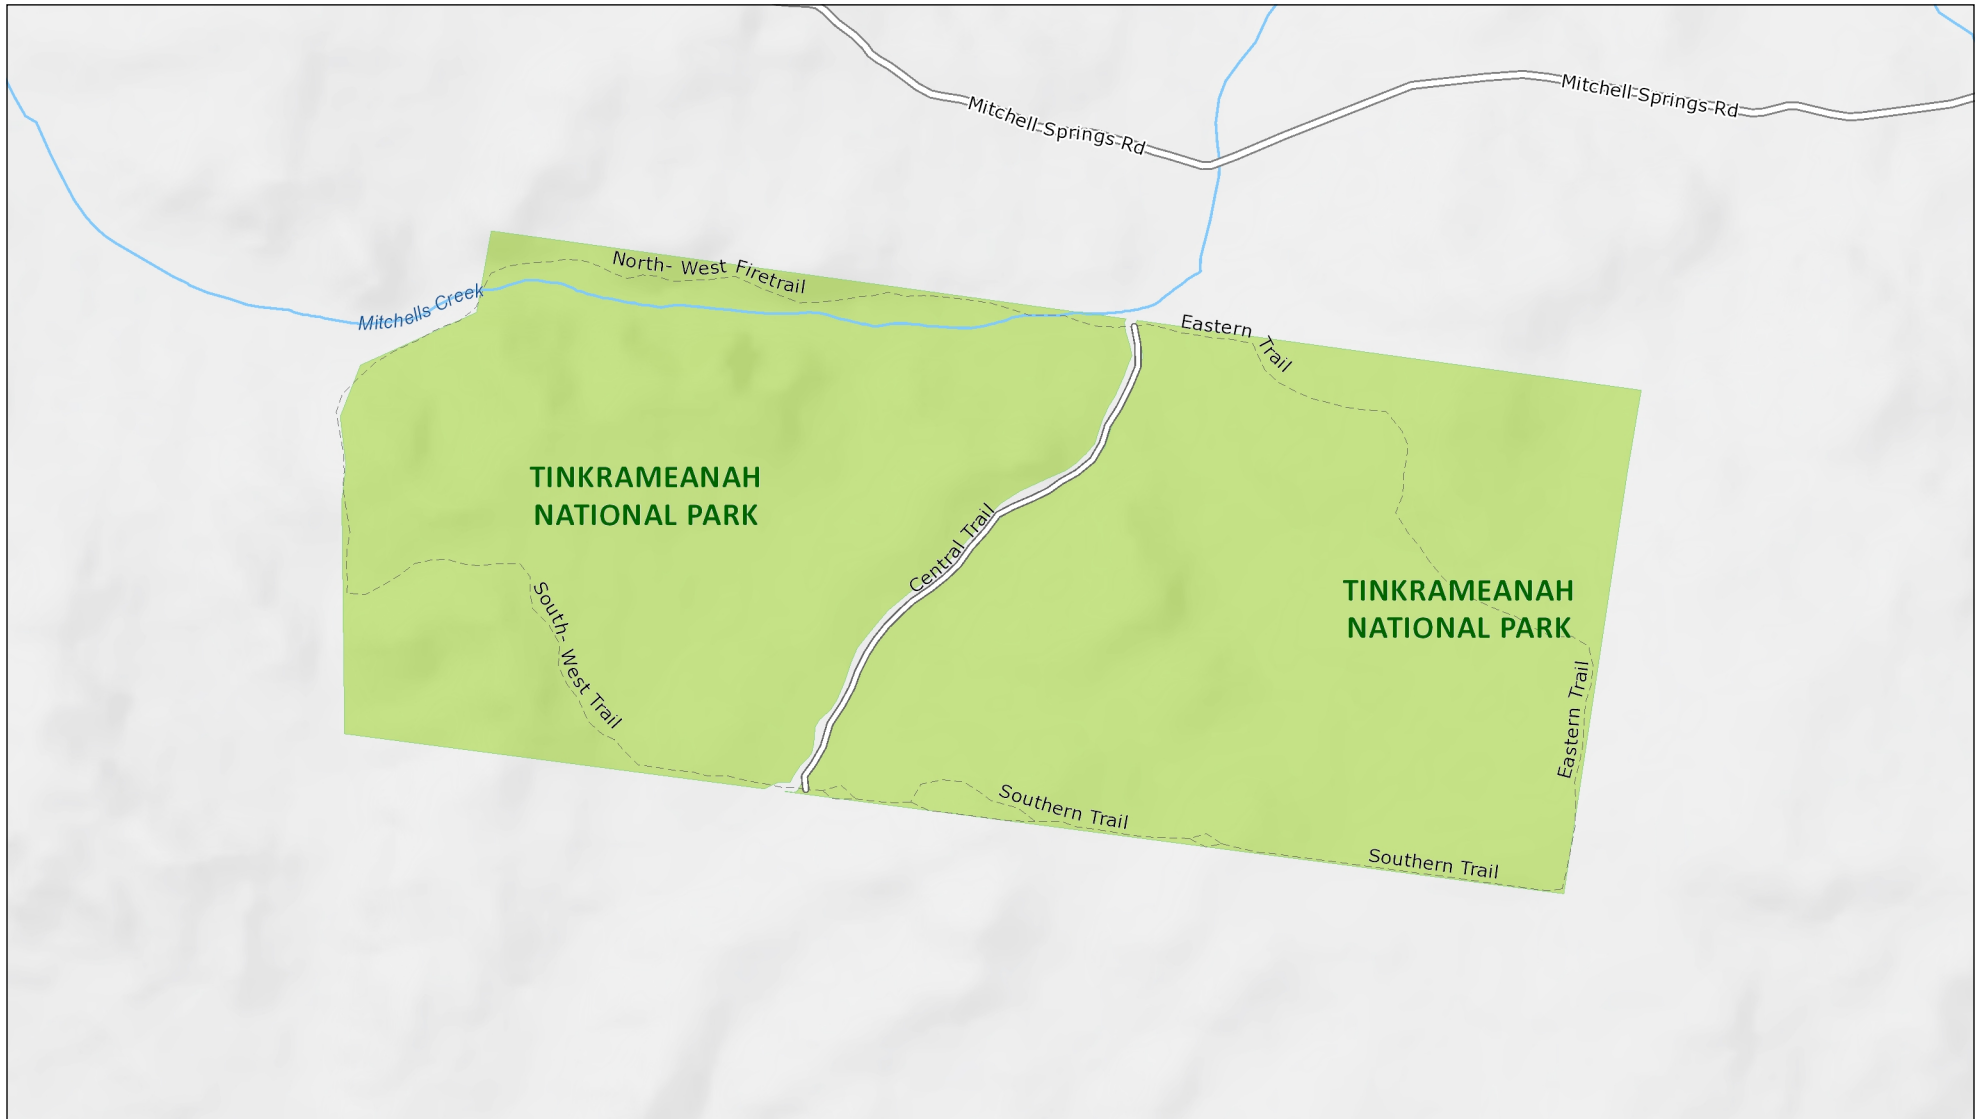 Mitchell Springs Rd
Mitchell Springs Rd
North- West Firetrail
Mitchells Creek
Eastern Trail
TINKRAMEANAH
NATIONAL PARK
Central Trail
TINKRAMEANAH
NATIONAL PARK
South- West Trail
Eastern Trail
Southern Trail
Southern Trail